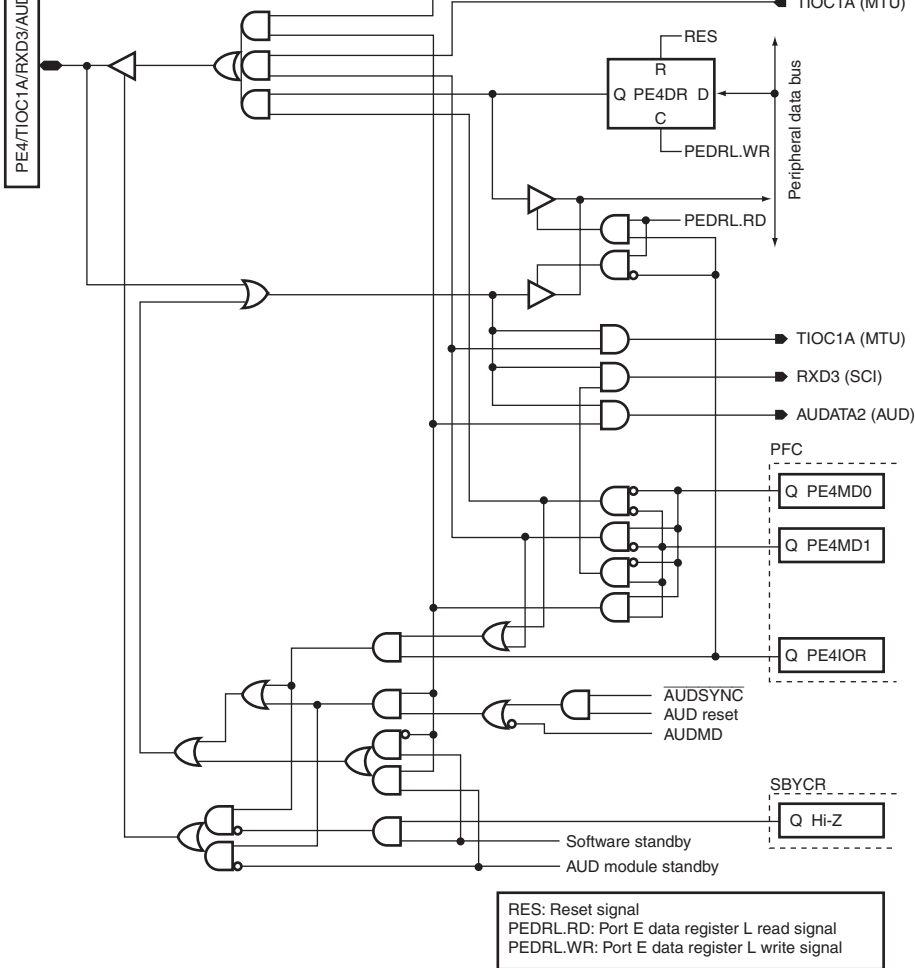 TIOC1A (MTU)
PE4/TIOC1A/RXD3/AUD
RES
R
Q PE4DR D
C
PEDRL.WR
Peripheral data bus
PEDRL.RD
TIOC1A (MTU)
RXD3 (SCI)
AUDATA2 (AUD)
PFC
Q PE4MD0
Q PE4MD1
Q PE4IOR
AUDSYNC
AUD reset
AUDMD
SBYCR
Q Hi-Z
Software standby
AUD module standby
RES: Reset signal
PEDRL.RD: Port E data register L read signal
PEDRL.WR: Port E data register L write signal